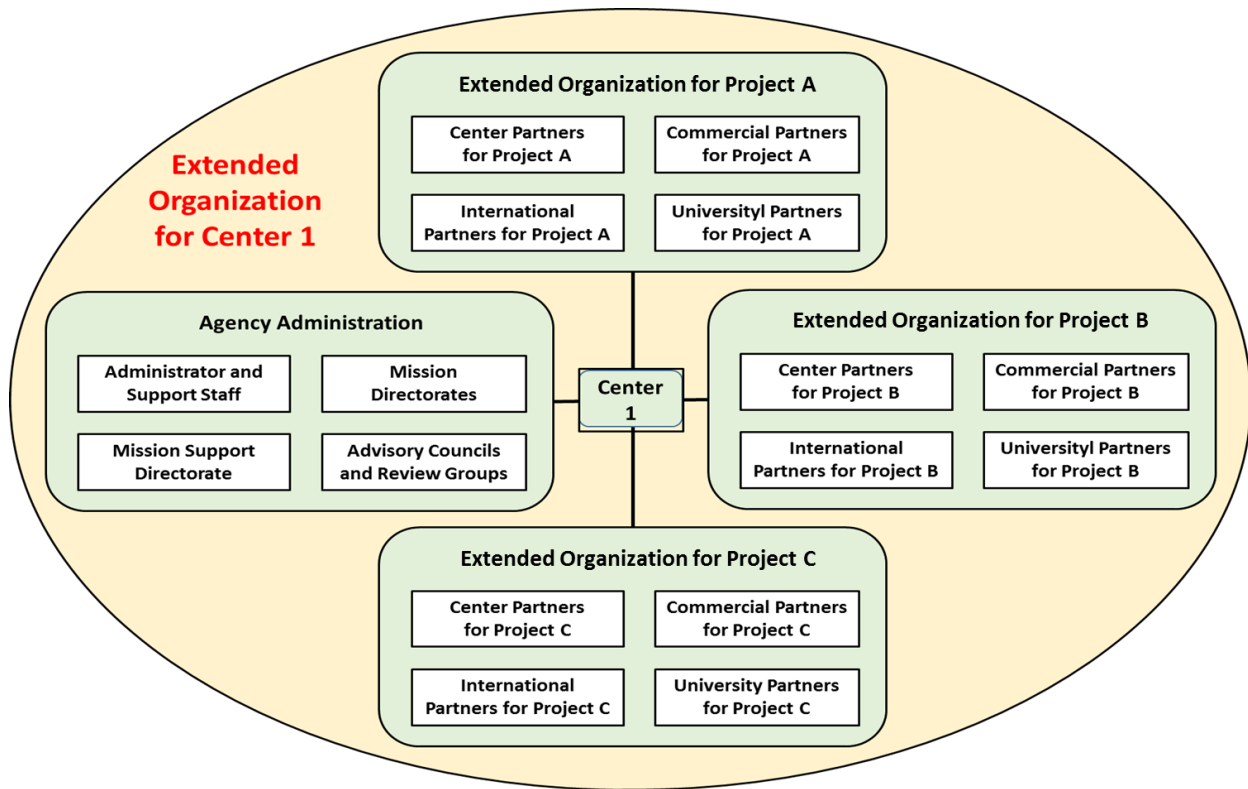 Extended Organization for Project A
Center Partners
for Project A
Commercial Partners
for Project A
International
Partners for Project A
Universityl Partners
for Project A
Extended
Organization
for Center 1
Agency Administration
Administrator and
Support Staff
Mission
Directorates
Mission Support
Directorate
Advisory Councils
and Review Groups
Center
1
Extended Organization for Project B
Center Partners
for Project B
Commercial Partners
for Project B
International
Partners for Project B
Universityl Partners
for Project B
Extended Organization for Project C
Center Partners
for Project C
Commercial Partners
for Project C
International
Partners for Project C
University Partners
for Project C